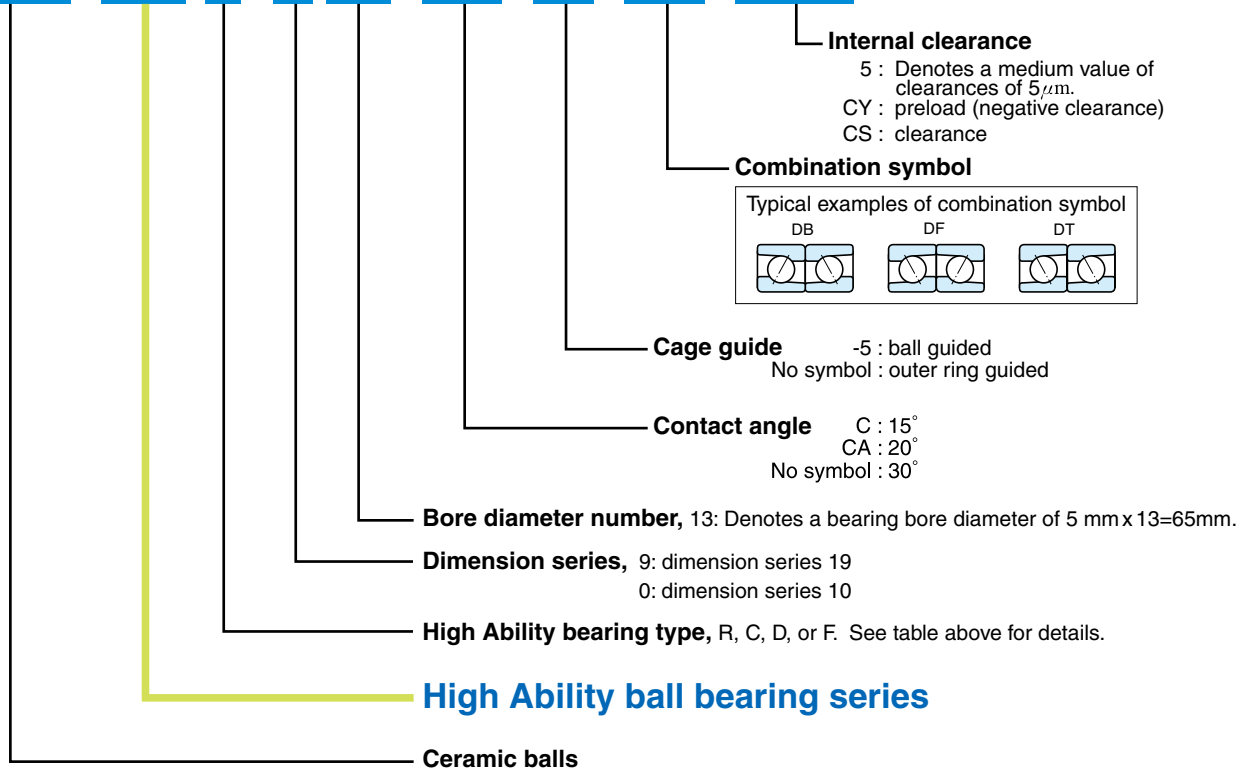 Internal clearance
5 : Denotes a medium value of
clearances of 5μm.
CY : preload (negative clearance)
CS : clearance
Combination symbol
Typical examples of combination symbol
DB DF DT
Cage guide -5 : ball guided
No symbol : outer ring guided
Contact angle C : 15°
CA : 20°
No symbol : 30°
Bore diameter number, 13: Denotes a bearing bore diameter of 5 mm x 13=65mm.
Dimension series, 9: dimension series 19
0: dimension series 10
High Ability bearing type, R, C, D, or F. See table above for details.
High Ability ball bearing series
Ceramic balls